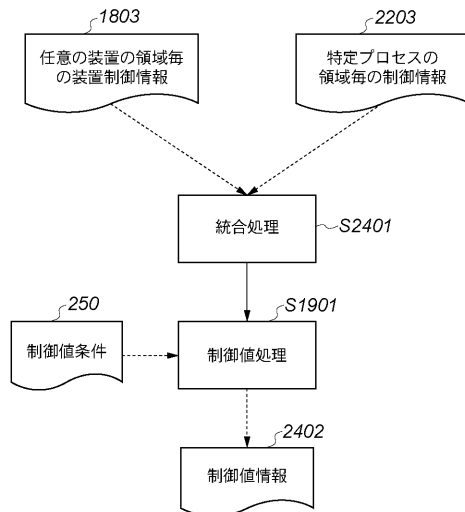 1803
2203
任意の装置の領域毎
の装置制御情報
特定プロセスの
領域毎の制御情報
統合処理
S2401
250
S1901
制御値条件
制御値処理
2402
制御値情報